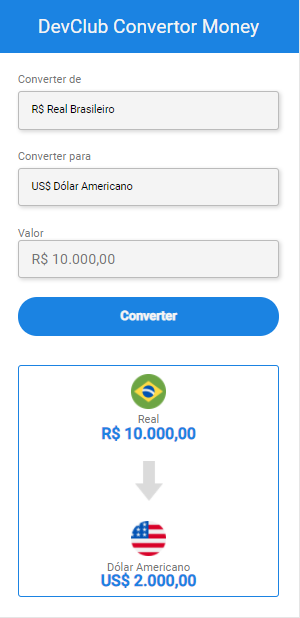 DevClub Convertor Money
Converter de
R$ Real Brasileiro
Converter para
US$ Dólar Americano
Valor
R$ 10.000,00
Converter
Real
R$ 10.000,00
Dólar Americano
US$ 2.000,00